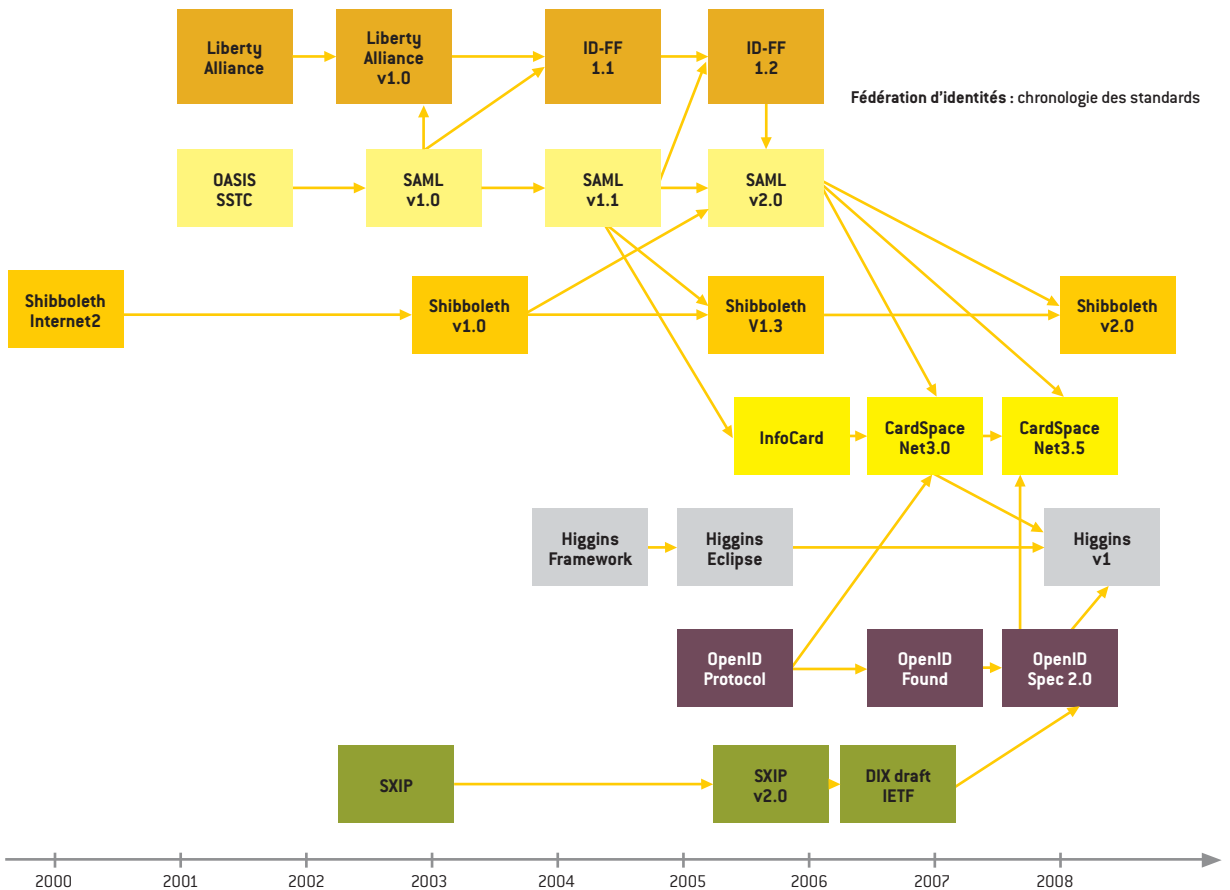 Liberty
Alliance
Liberty
Alliance
v1.0
ID-FF
1.1
ID-FF
1.2
Fédération d'identités : chronologie des standards
OASIS
SSTC
SAML
v1.0
SAML
v1.1
SAML
v2.0
Shibboleth
Internet2
Shibboleth
v1.0
Shibboleth
V1.3
Shibboleth
v2.0
InfoCard
CardSpace
Net3.0
CardSpace
Net3.5
Higgins
Framework
Higgins
Eclipse
Higgins
v1
OpenID
Protocol
OpenID
Found
OpenID
Spec 2.0
SXIP
SXIP
v2.0
DIX draft
IETF
2000 2001 2002 2003 2004 2005 2006 2007 2008